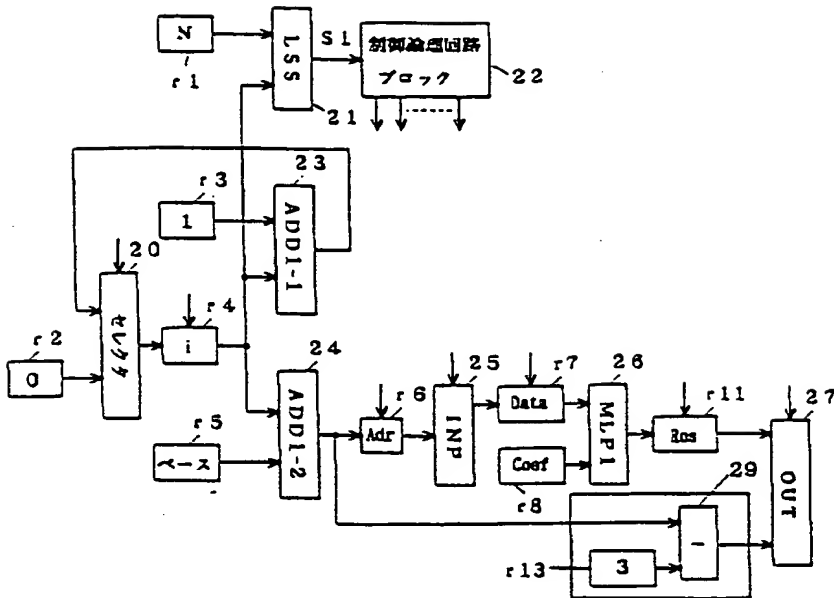 N
r1
LSS
21
S1
制御論理回路
ブロック
22
23
r3
1
ADD1-1
20
セレクタ
r2
0
r4
i
24
ADD1-2
r5
ベース
r6
Adr
25
INP
r7
Data
26
MLP1
Coef
r8
r11
Res
27
OUT
29
-
r13
3